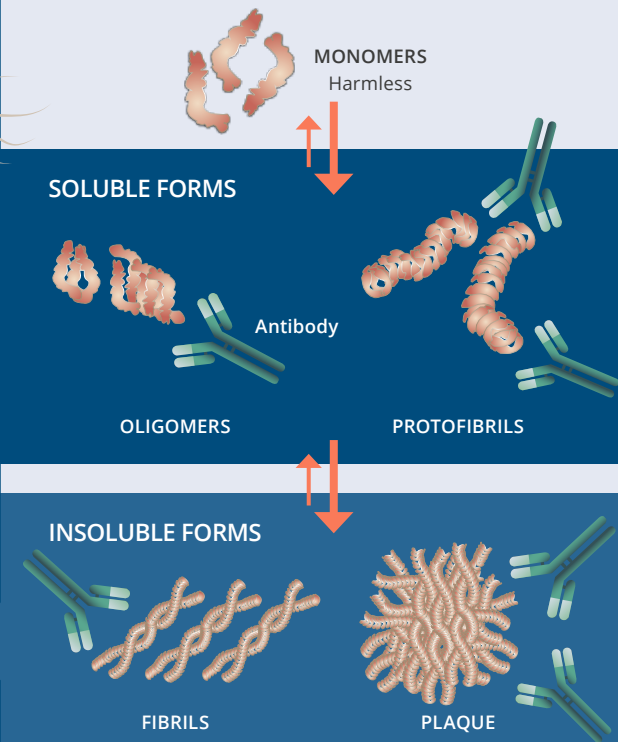 MONOMERS
Harmless
SOLUBLE FORMS
Antibody
OLIGOMERS
PROTOFIBRILS
INSOLUBLE FORMS
FIBRILS
PLAQUE